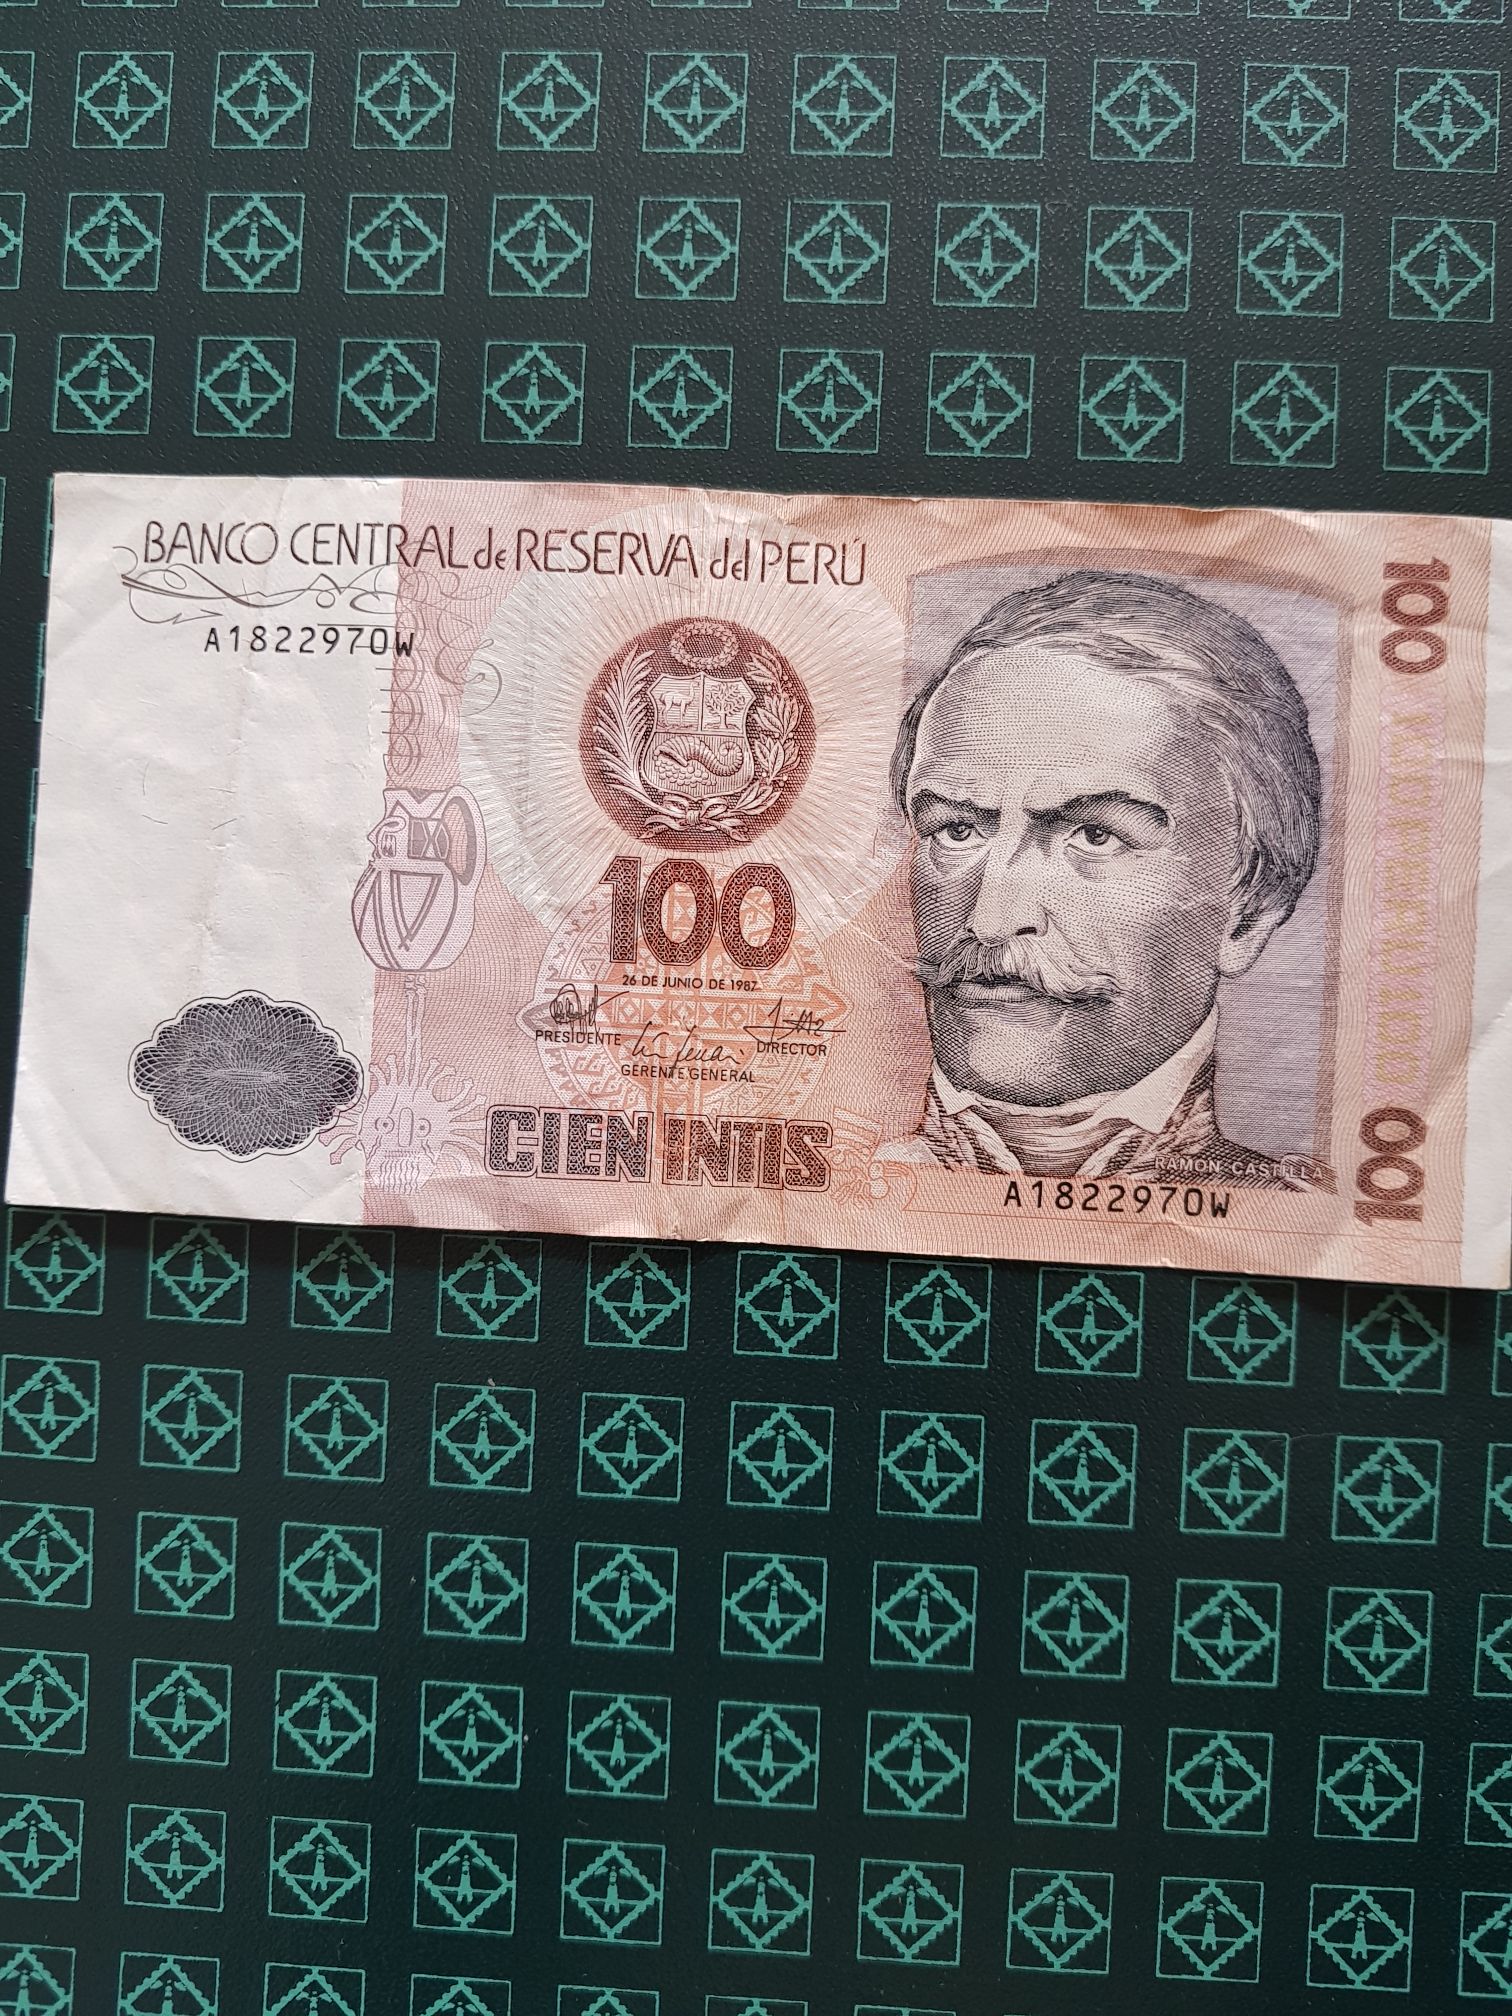 BANCO CENTRAL de RESERVA del PERÚ
A1822970W
100
100
26 DE JUNIO DE 1987
PRESIDENTE
DIRECTOR
GERENTE GENERAL
CIEN INTIS
RAMON CASTILLA
A1822970W
100